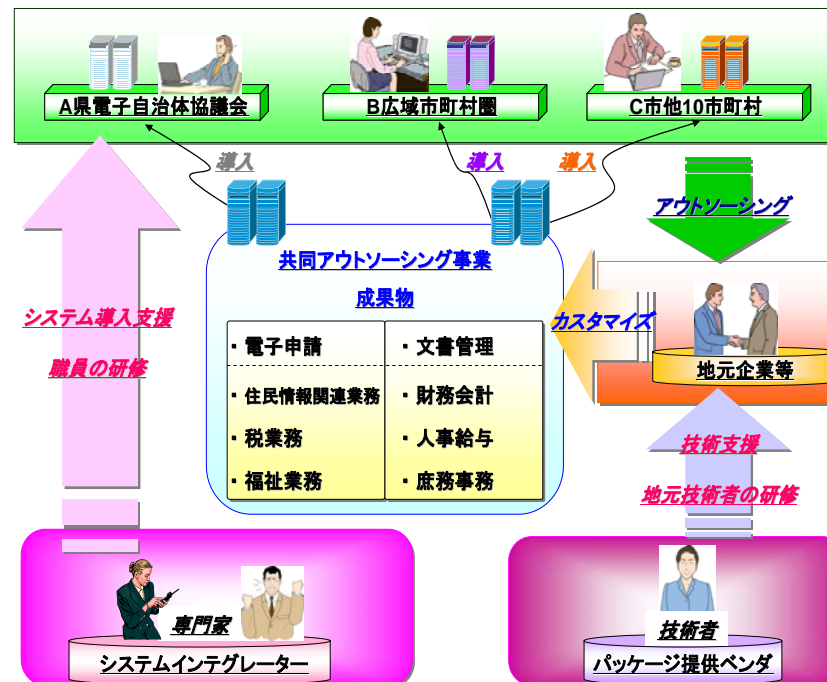 A県電子自治体協議会
B広域市町村圏
C市他10市町村
導入
導入
導入
アウトソーシング
共同アウトソーシング事業
成果物
・電子申請
・文書管理
・住民情報関連業務
・財務会計
・税業務
・人事給与
・福祉業務
・庶務事務
カスタマイズ
地元企業等
システム導入支援
職員の研修
技術支援
地元技術者の研修
専門家
システムインテグレーター
技術者
パッケージ提供ベンダ